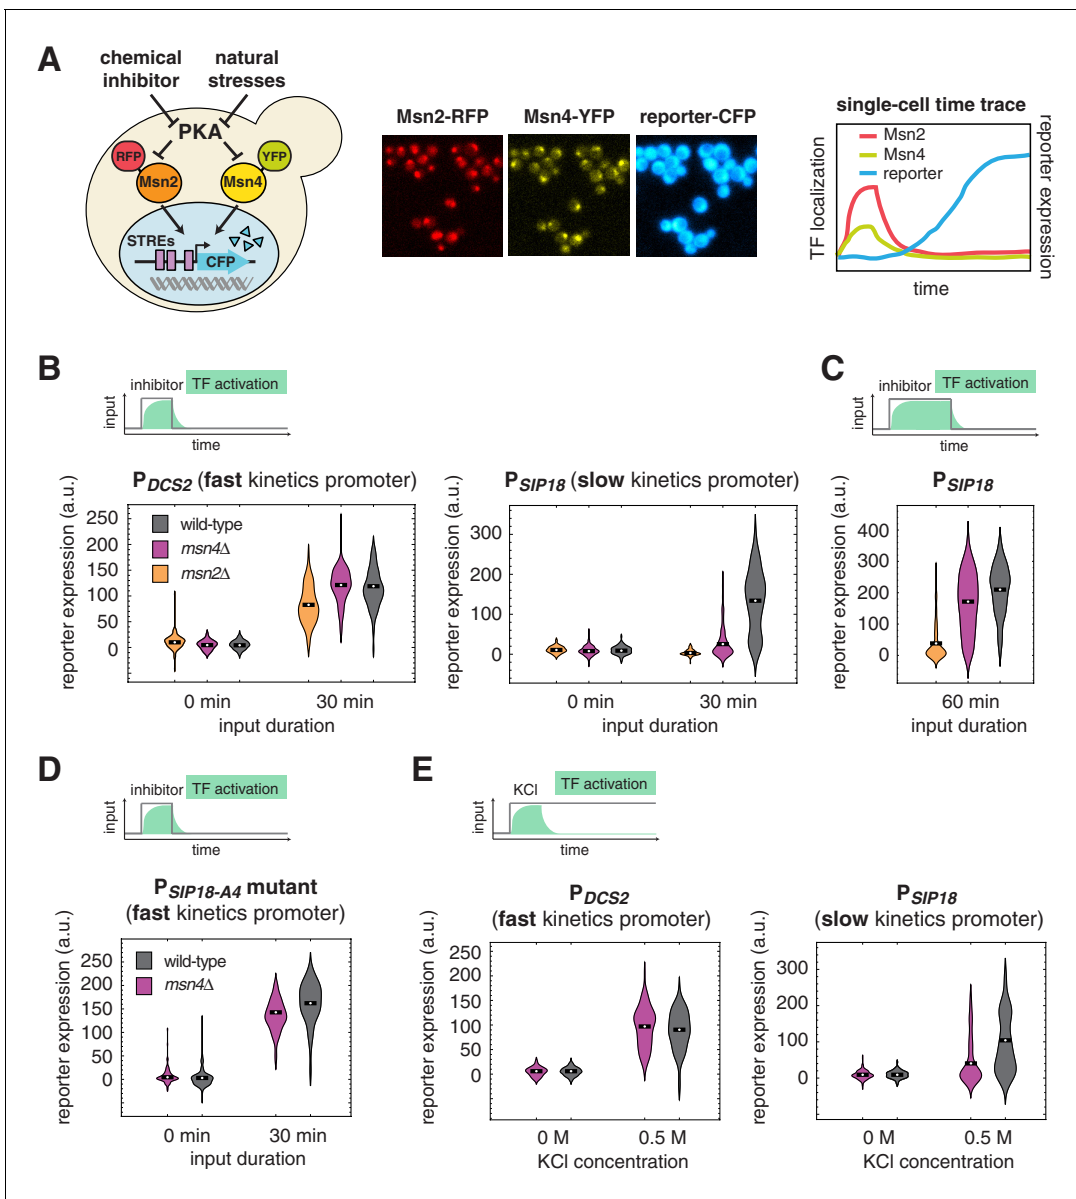 A
chemical
inhibitor
natural
stresses
PKA
RFP
YFP
Msn2
Msn4
STREs
CFP
Msn2-RFP
Msn4-YFP
reporter-CFP
single-cell time trace
Msn2
Msn4
reporter
TF localization
reporter expression
time
B
inhibitor
TF activation
input
time
P_DCS2 (fast kinetics promoter)
reporter expression (a.u.)
250
200
150
100
50
0
wild-type
msn4Δ
msn2Δ
0 min
30 min
input duration
P_SIP18 (slow kinetics promoter)
reporter expression (a.u.)
300
200
100
0
0 min
30 min
input duration
C
inhibitor
TF activation
input
time
P_SIP18
reporter expression (a.u.)
400
300
200
100
0
60 min
input duration
D
inhibitor
TF activation
input
time
P_SIP18-A4 mutant
(fast kinetics promoter)
reporter expression (a.u.)
250
200
150
100
50
0
wild-type
msn4Δ
0 min
30 min
input duration
E
KCl
TF activation
input
time
P_DCS2
(fast kinetics promoter)
reporter expression (a.u.)
250
200
150
100
50
0
0 M
0.5 M
KCl concentration
P_SIP18
(slow kinetics promoter)
reporter expression (a.u.)
300
200
100
0
0 M
0.5 M
KCl concentration